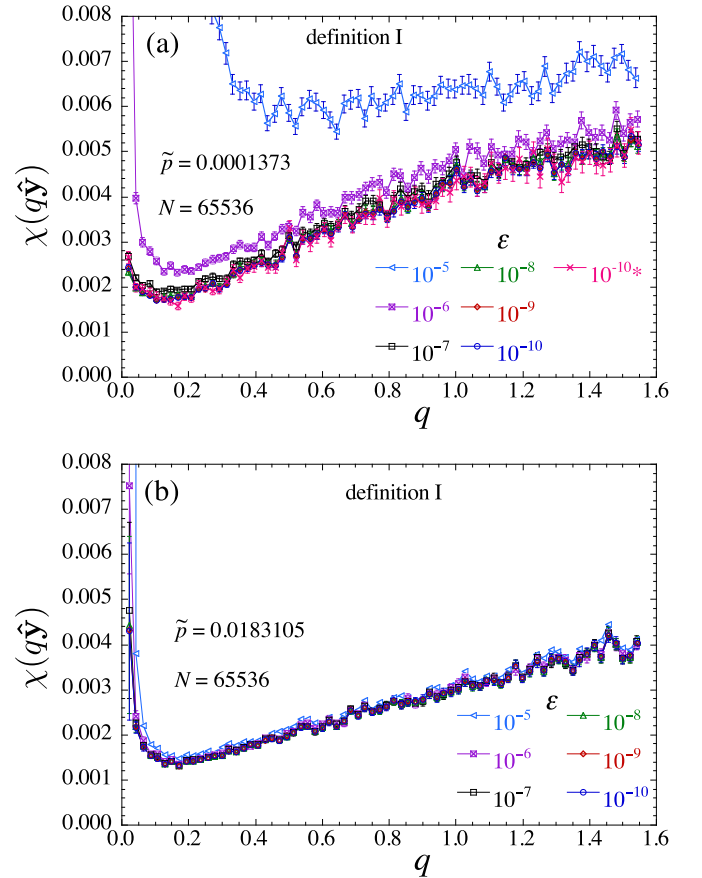 (a)
definition I
0.008
0.007
0.006
0.005
0.004
0.003
0.002
0.001
0.000
χ(qŷ)
p̃ = 0.0001373
N = 65536
ε
10⁻⁵ 10⁻⁸ 10⁻¹⁰*
10⁻⁶ 10⁻⁹
10⁻⁷ 10⁻¹⁰
0.0 0.2 0.4 0.6 0.8 1.0 1.2 1.4 1.6
q
(b)
definition I
0.008
0.007
0.006
0.005
0.004
0.003
0.002
0.001
0.000
χ(qŷ)
p̃ = 0.0183105
N = 65536
ε
10⁻⁵ 10⁻⁸
10⁻⁶ 10⁻⁹
10⁻⁷ 10⁻¹⁰
0.0 0.2 0.4 0.6 0.8 1.0 1.2 1.4 1.6
q